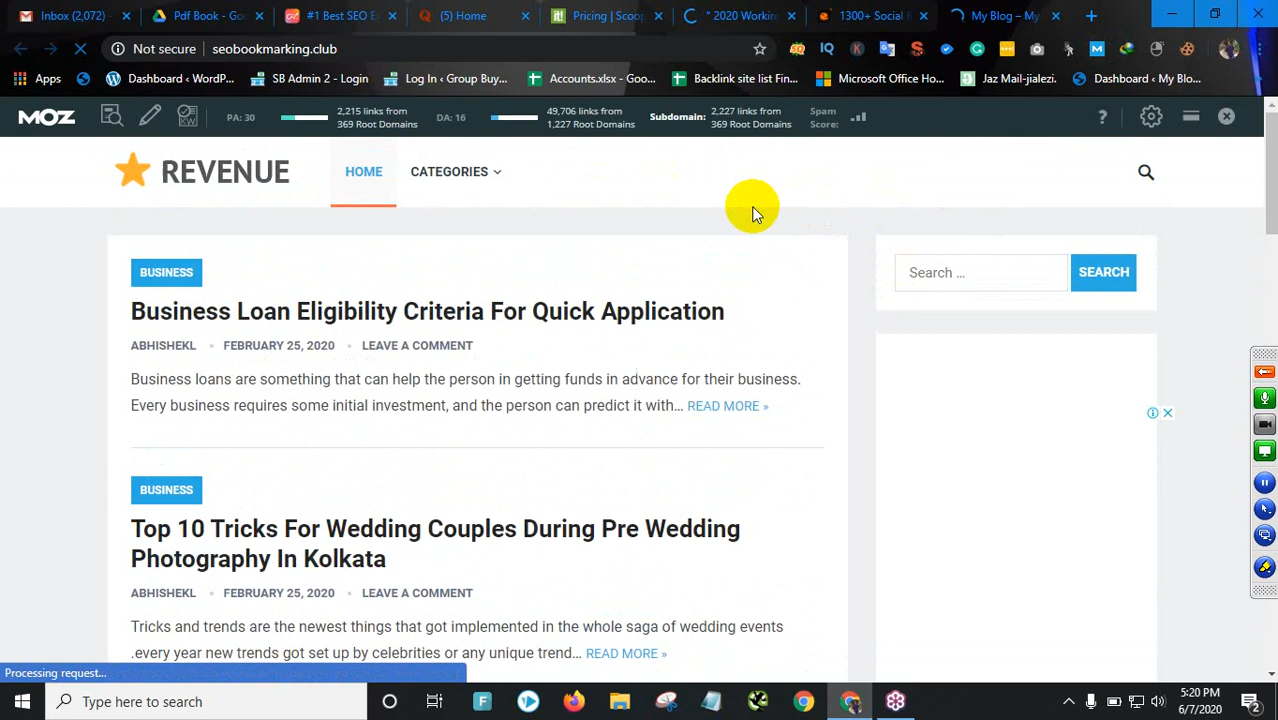 Inbox (2,072)
Pdf Book - Go
#1 Best SEO E
(5) Home
Pricing | Scoo
" 2020 Workin
1300+ Social B
My Blog – My
Not secure
seobookmarking.club
Apps
Dashboard ‹ WordP...
SB Admin 2 - Login
Log In ‹ Group Buy...
Accounts.xlsx - Goo...
Backlink site list Fin...
Microsoft Office Ho...
Jaz Mail-jialezi.
Dashboard ‹ My Blo...
MOZ
PA: 30
2,215 links from
369 Root Domains
DA: 16
49,706 links from
1,227 Root Domains
Subdomain:
2,227 links from
369 Root Domains
Spam
Score:
REVENUE
HOME
CATEGORIES
BUSINESS
Search …
SEARCH
Business Loan Eligibility Criteria For Quick Application
ABHISHEKL • FEBRUARY 25, 2020 • LEAVE A COMMENT
Business loans are something that can help the person in getting funds in advance for their business.
Every business requires some initial investment, and the person can predict it with… READ MORE »
BUSINESS
Top 10 Tricks For Wedding Couples During Pre Wedding
Photography In Kolkata
ABHISHEKL • FEBRUARY 25, 2020 • LEAVE A COMMENT
Tricks and trends are the newest things that got implemented in the whole saga of wedding events
.every year new trends got set up by celebrities or any unique trend… READ MORE »
Processing request...
Type here to search
5:20 PM
6/7/2020